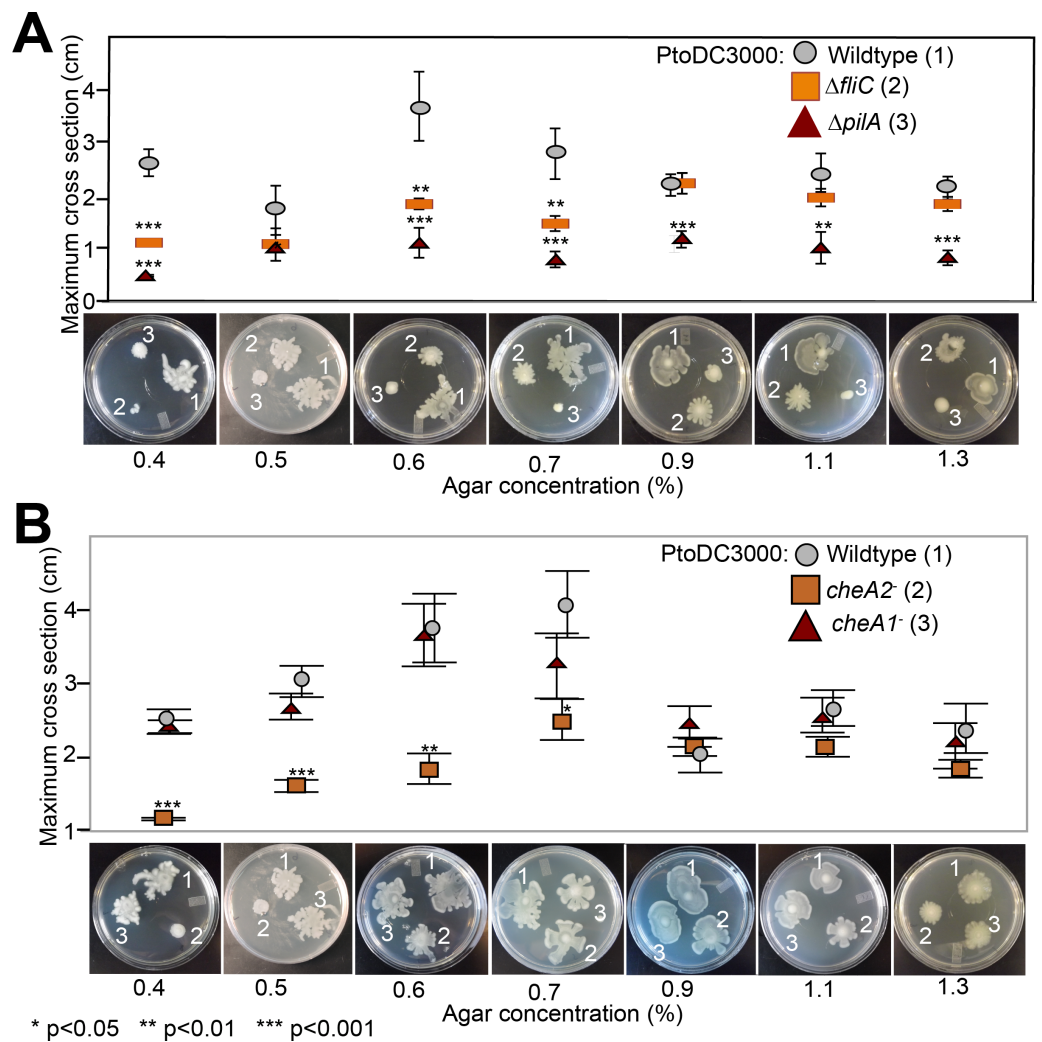 A
Maximum cross section (cm)
4
3
2
1
0
PtoDC3000: Wildtype (1)
ΔfliC (2)
ΔpilA (3)
*** *** ** *** ** *** *** ** ***
3 2 1
2 1 3
2 3 1
1 2 3
1 3 2
1 2 3
2 1 3
0.4 0.5 0.6 0.7 0.9 1.1 1.3
Agar concentration (%)
B
Maximum cross section (cm)
4
3
2
1
PtoDC3000: Wildtype (1)
cheA2- (2)
cheA1- (3)
*** *** ** *
1 3 2
1 3 2
1 3 2
1 3 2
1 2 3
1 3 2
1 2 3
0.4 0.5 0.6 0.7 0.9 1.1 1.3
Agar concentration (%)
* p<0.05 ** p<0.01 *** p<0.001